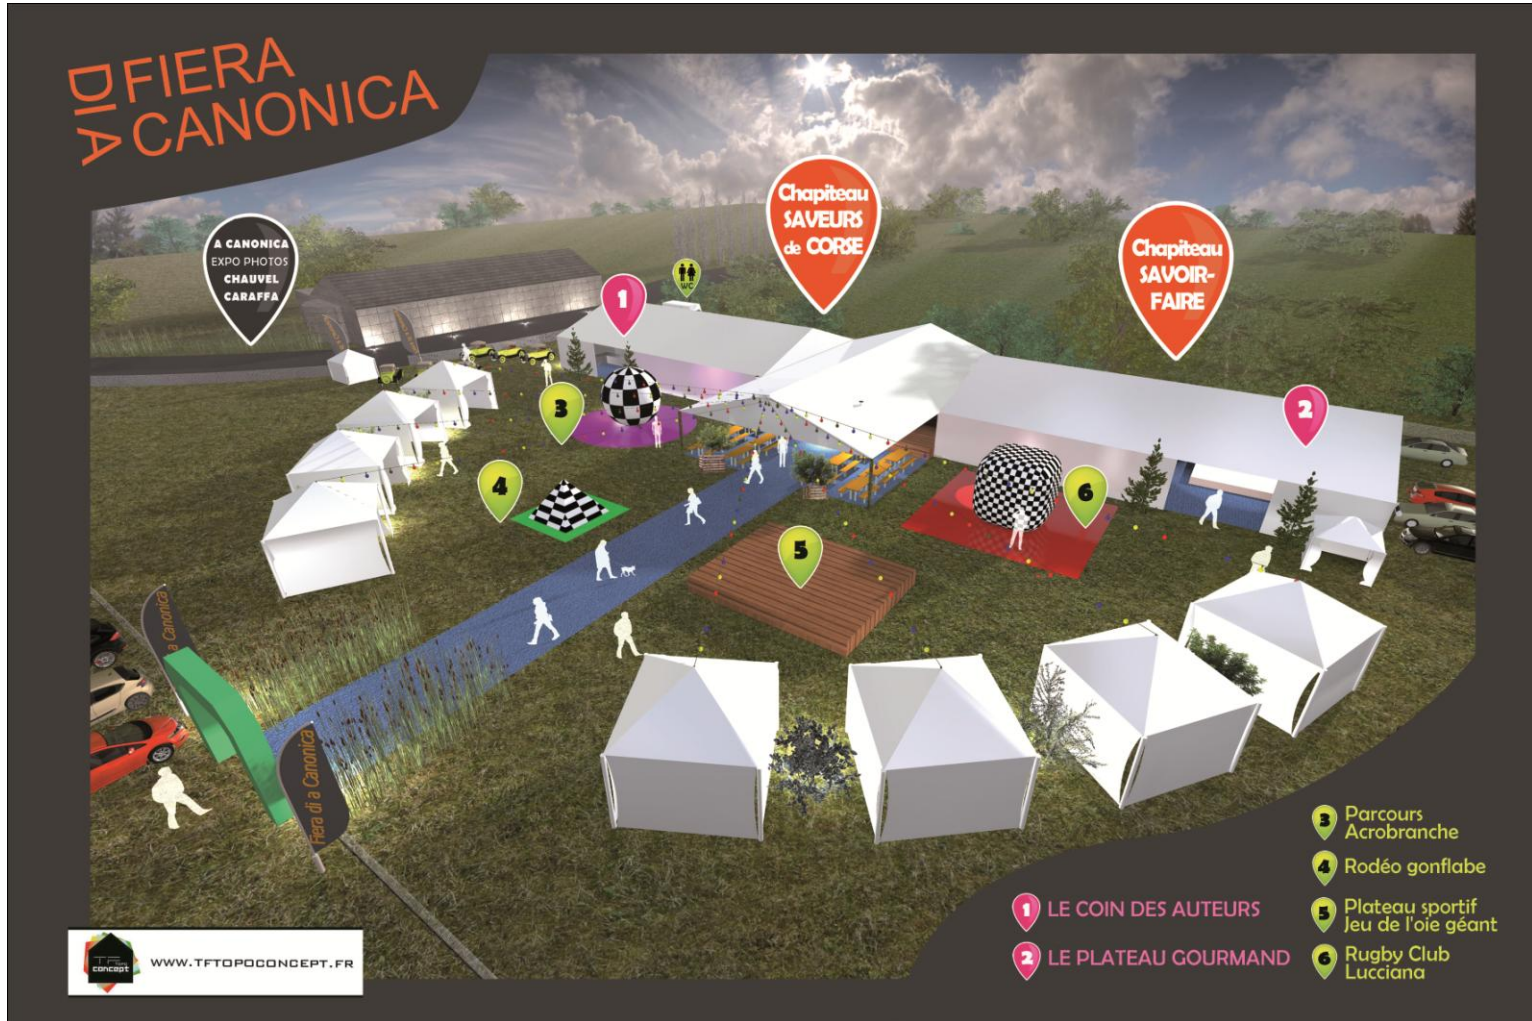 DI A
FIERA
CANONICA
A CANONICA
EXPO PHOTOS
CHAUVEL
CARAFFA
Chapiteau
SAVEURS
de CORSE
Chapiteau
SAVOIR-
FAIRE
WC
1
2
3
4
5
6
a Canonica
Fiera di a Canonica
3 Parcours
Acrobranche
4 Rodéo gonflabe
5 Plateau sportif
Jeu de l'oie géant
6 Rugby Club
Lucciana
1 LE COIN DES AUTEURS
2 LE PLATEAU GOURMAND
concept
WWW.TFTOPOCONCEPT.FR